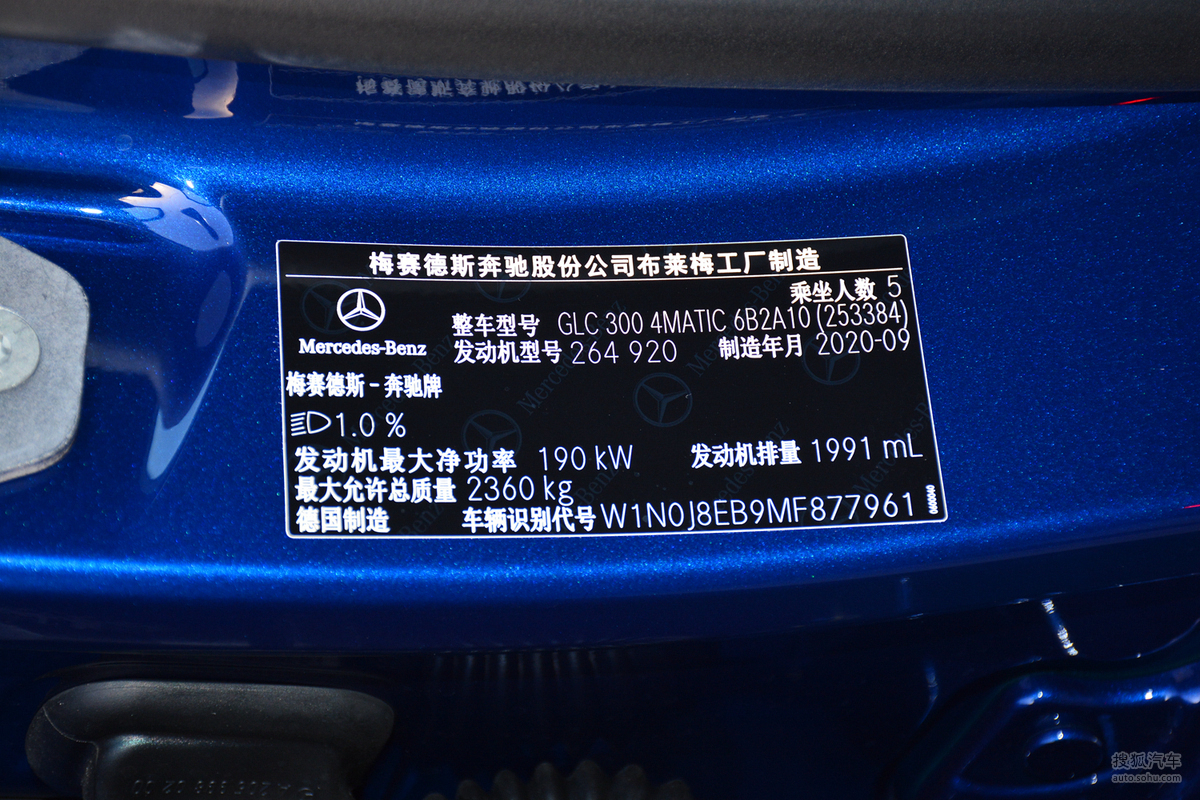 梅赛德斯奔驰股份公司布莱梅工厂制造
乘坐人数 5
整车型号 GLC 300 4MATIC 6B2A10 (253384)
Mercedes-Benz
发动机型号 264 920
制造年月 2020-09
梅赛德斯-奔驰牌
1.0 %
发动机最大净功率 190 kW
发动机排量 1991 mL
最大允许总质量 2360 kg
德国制造
车辆识别代号 W1N0J8EB9MF877961
搜狐汽车
auto.sohu.com